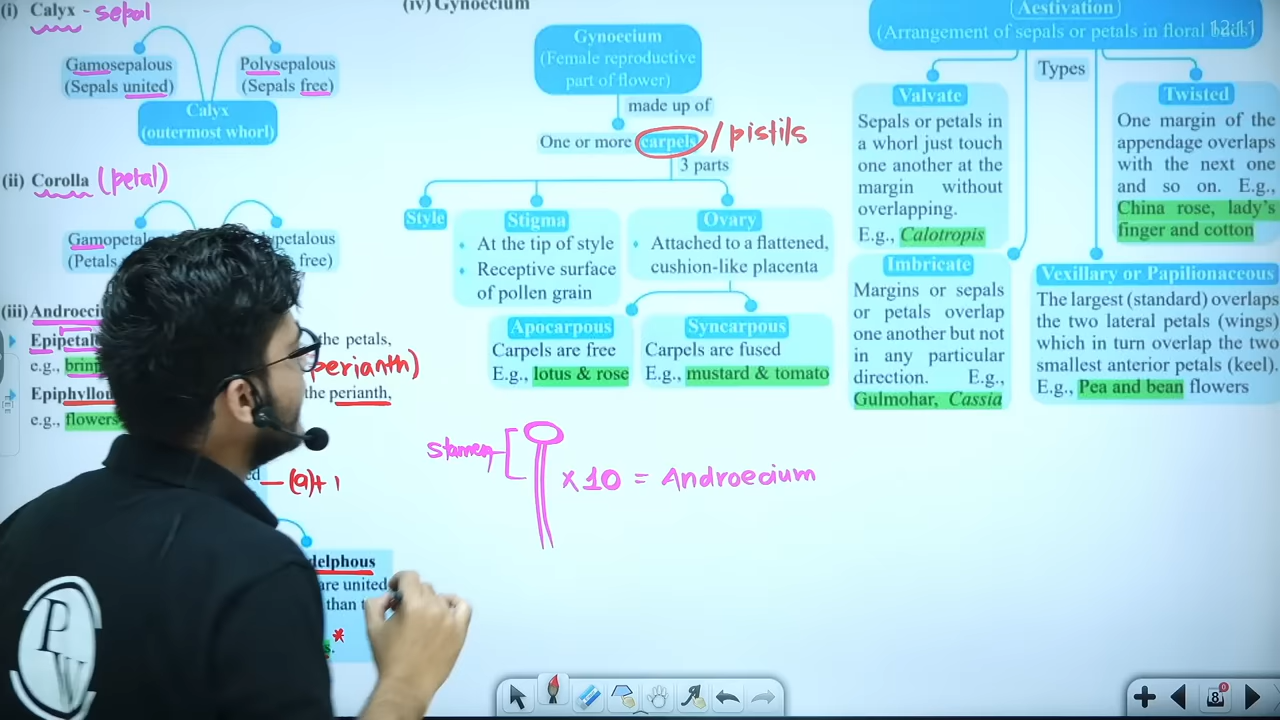 (i) Calyx - sepal
Gamosepalous
(Sepals united)
Polysepalous
(Sepals free)
Calyx
(outermost whorl)
(ii) Corolla (petal)
(Petals
free)
(iii)
the petals,
e.g.,
(perianth)
the perianth,
e.g., flowers
(9)+1
are united
than
*
(iv) Gynoecium
Gynoecium
(Female reproductive
part of flower)
made up of
One or more carpels / pistils
3 parts
Style
Stigma
• At the tip of style
• Receptive surface
of pollen grain
Ovary
• Attached to a flattened,
cushion-like placenta
Apocarpous
Carpels are free
E.g., lotus & rose
Syncarpous
Carpels are fused
E.g., mustard & tomato
stamen
x 10 = Androecium
Aestivation
(Arrangement of sepals or petals in floral buds)
12:11
Types
Valvate
Sepals or petals in
a whorl just touch
one another at the
margin without
overlapping.
E.g., Calotropis
Twisted
One margin of the
appendage overlaps
with the next one
and so on. E.g.,
China rose, lady's
finger and cotton
Imbricate
Margins or sepals
or petals overlap
one another but not
in any particular
direction. E.g.,
Gulmohar, Cassia
Vexillary or Papilionaceous
The largest (standard) overlaps
the two lateral petals (wings)
which in turn overlap the two
smallest anterior petals (keel).
E.g., Pea and bean flowers
PW
8